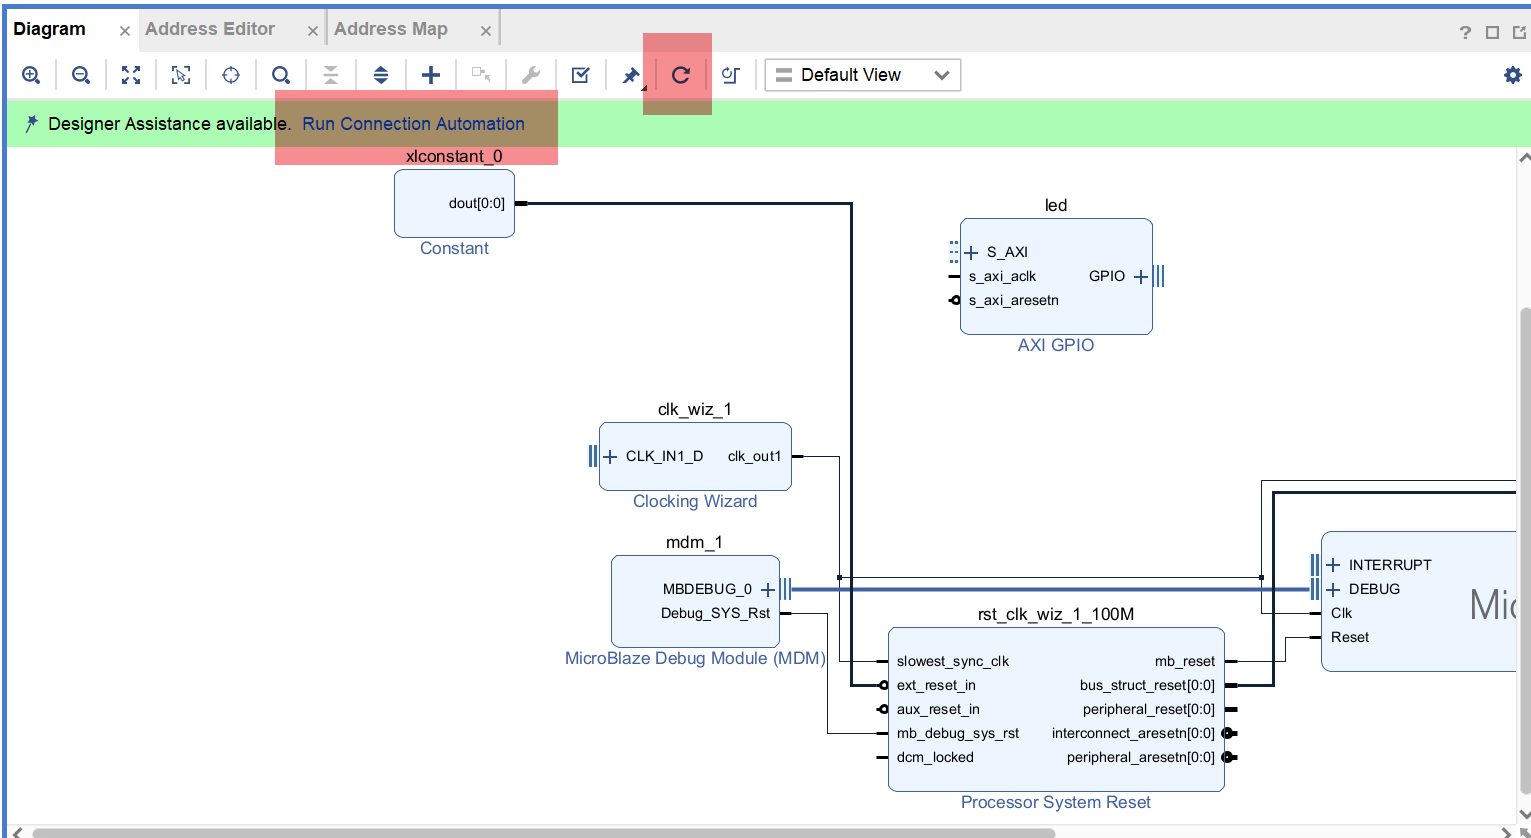 Diagram
Address Editor
Address Map
?
Default View
Designer Assistance available. Run Connection Automation
xlconstant_0
dout[0:0]
Constant
led
S_AXI
s_axi_aclk
GPIO
s_axi_aresetn
AXI GPIO
clk_wiz_1
CLK_IN1_D
clk_out1
Clocking Wizard
mdm_1
MBDEBUG_0
Debug_SYS_Rst
MicroBlaze Debug Module (MDM)
rst_clk_wiz_1_100M
slowest_sync_clk
mb_reset
ext_reset_in
bus_struct_reset[0:0]
aux_reset_in
peripheral_reset[0:0]
mb_debug_sys_rst
interconnect_aresetn[0:0]
dcm_locked
peripheral_aresetn[0:0]
Processor System Reset
INTERRUPT
DEBUG
Clk
Reset